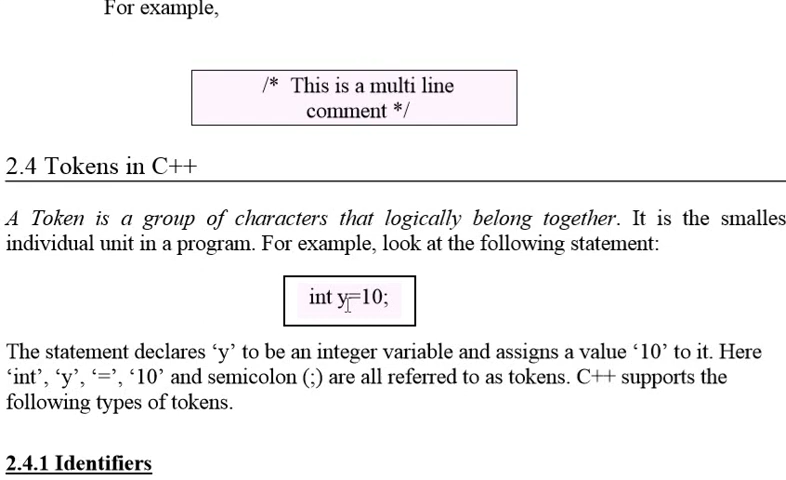 For example,
/* This is a multi line
comment */
2.4 Tokens in C++
A Token is a group of characters that logically belong together. It is the smalles
individual unit in a program. For example, look at the following statement:
int y=10;
The statement declares ‘y’ to be an integer variable and assigns a value ‘10’ to it. Here
‘int’, ‘y’, ‘=’, ‘10’ and semicolon (;) are all referred to as tokens. C++ supports the
following types of tokens.
2.4.1 Identifiers